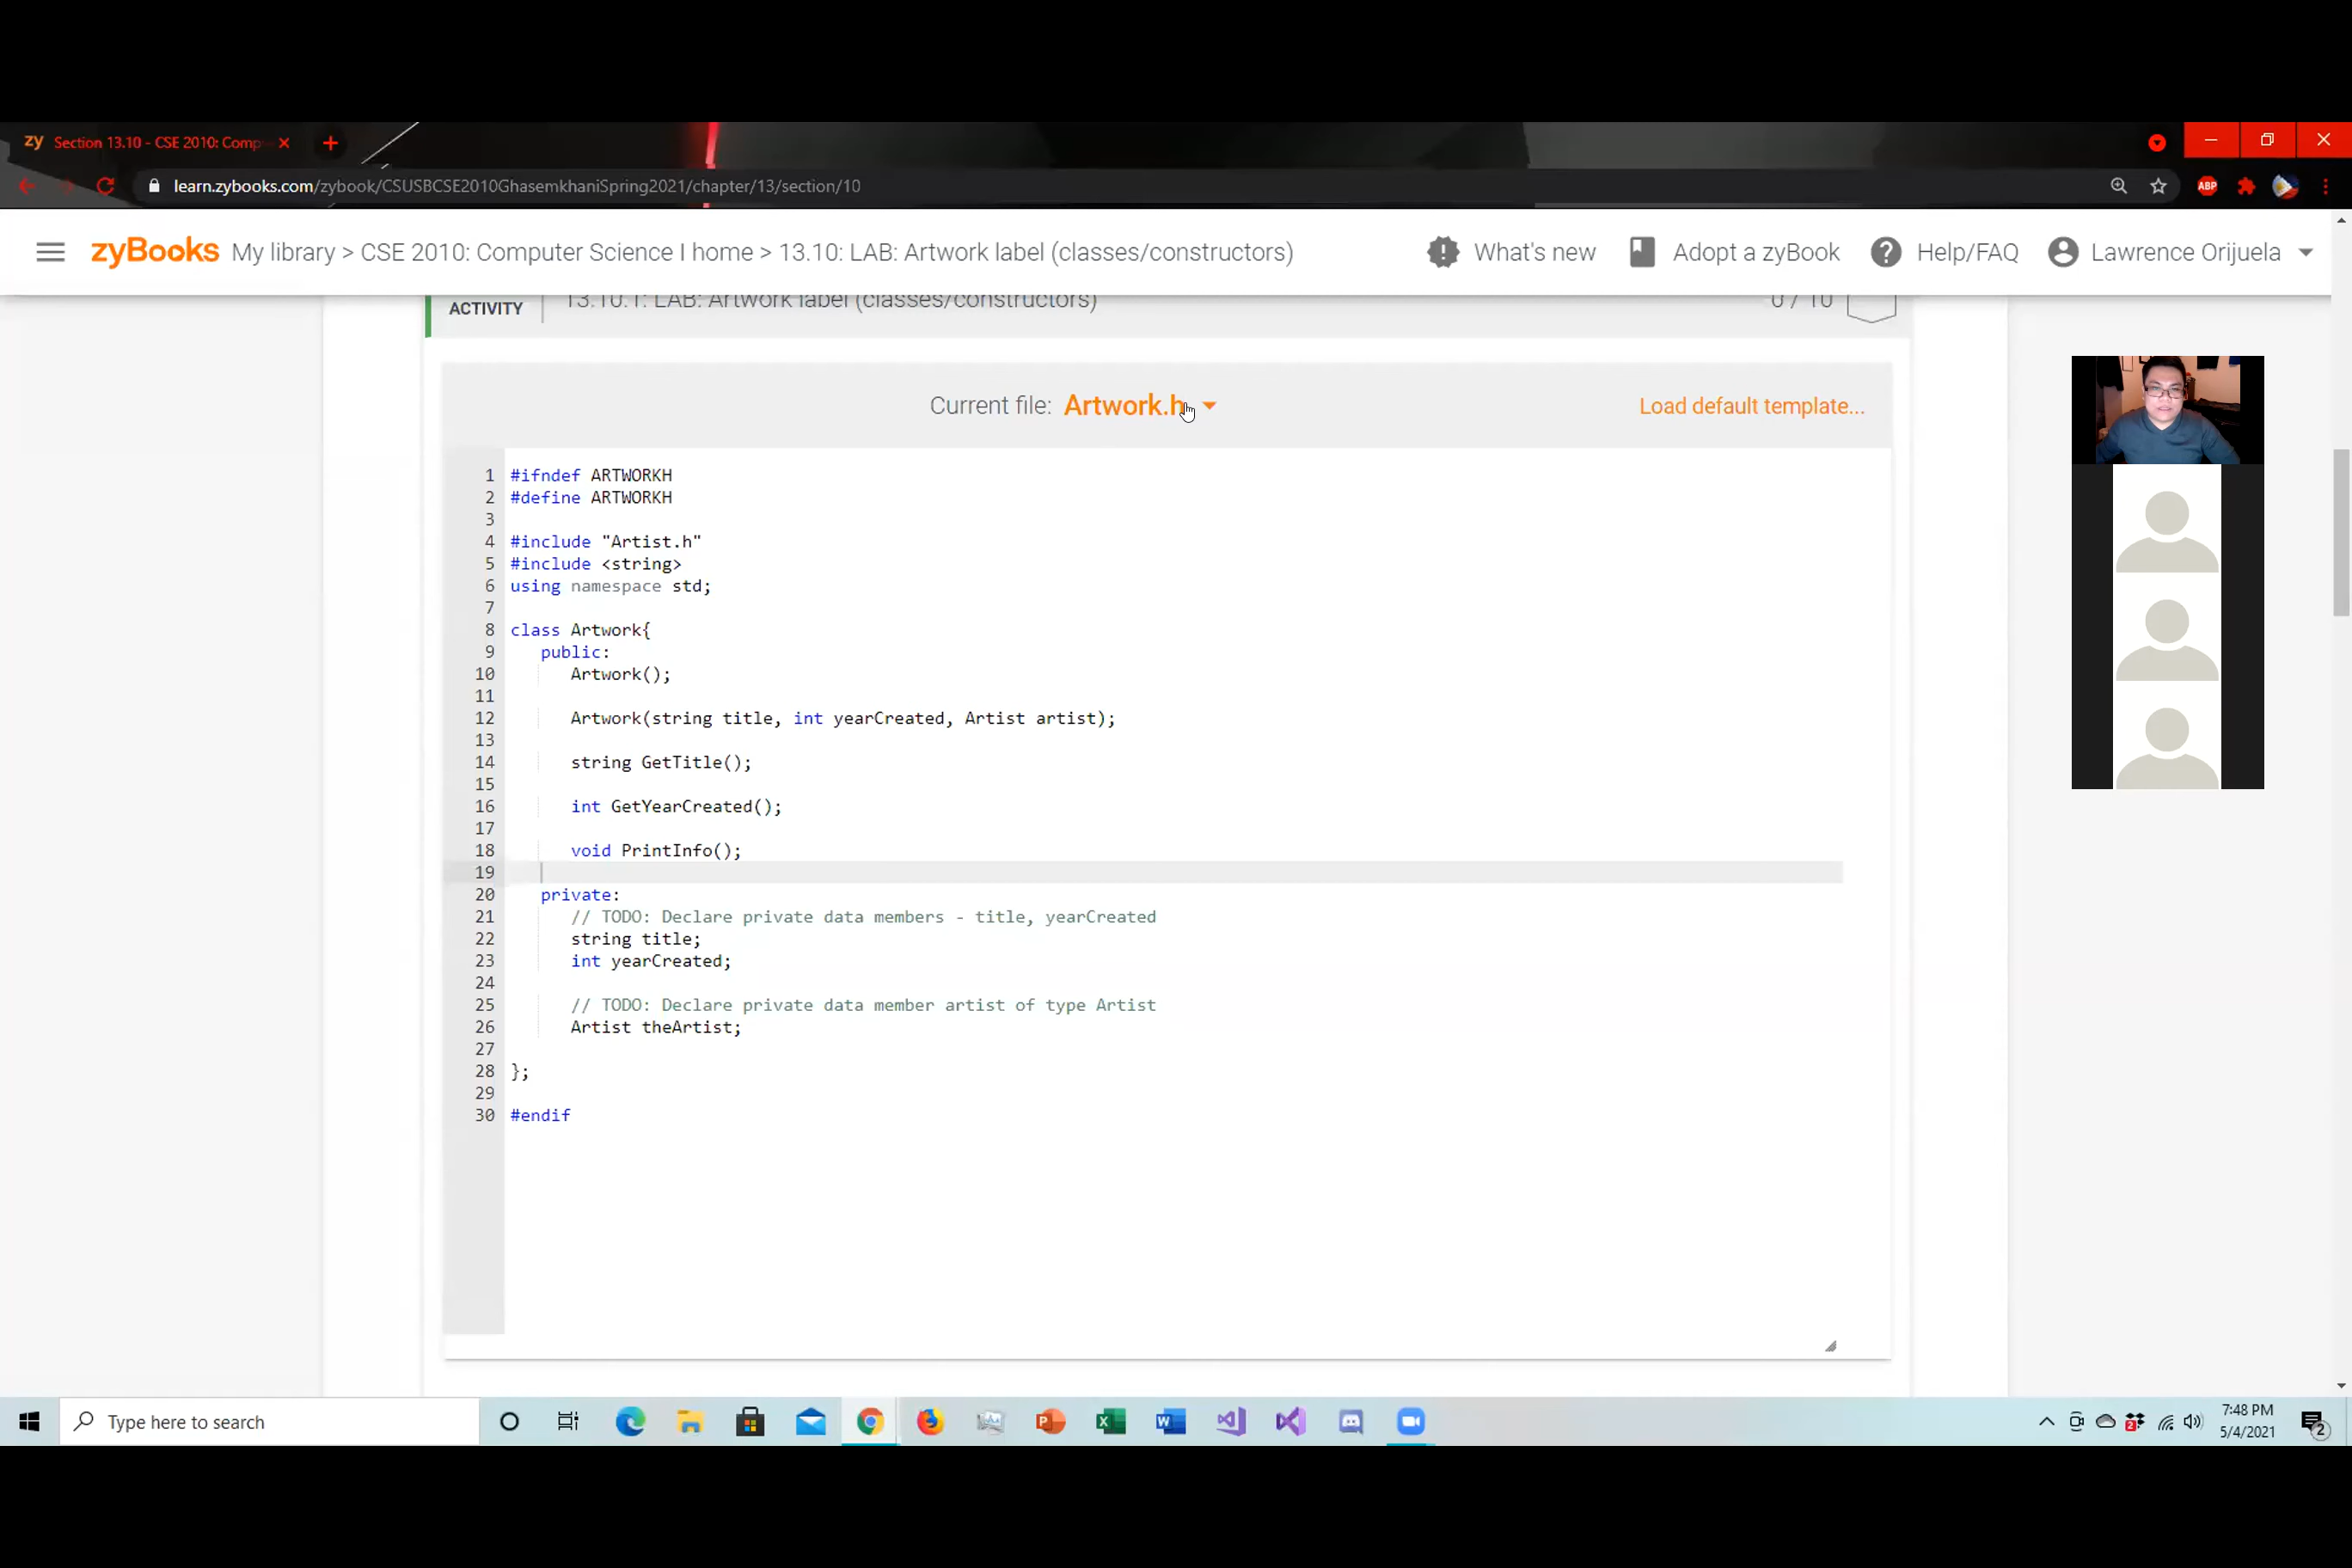 zy Section 13.10 - CSE 2010: Comp
learn.zybooks.com/zybook/CSUSBCSE2010GhasemkhaniSpring2021/chapter/13/section/10
ABP
zyBooks My library > CSE 2010: Computer Science I home > 13.10: LAB: Artwork label (classes/constructors)
What's new
Adopt a zyBook
Help/FAQ
Lawrence Orijuela
ACTIVITY
13.10.1: LAB: Artwork label (classes/constructors)
0 / 10
Current file: Artwork.h
Load default template...
1 #ifndef ARTWORKH
2 #define ARTWORKH
3
4 #include "Artist.h"
5 #include <string>
6 using namespace std;
7
8 class Artwork{
9 public:
10 Artwork();
11
12 Artwork(string title, int yearCreated, Artist artist);
13
14 string GetTitle();
15
16 int GetYearCreated();
17
18 void PrintInfo();
19
20 private:
21 // TODO: Declare private data members - title, yearCreated
22 string title;
23 int yearCreated;
24
25 // TODO: Declare private data member artist of type Artist
26 Artist theArtist;
27
28 };
29
30 #endif
Type here to search
7:48 PM
5/4/2021
2